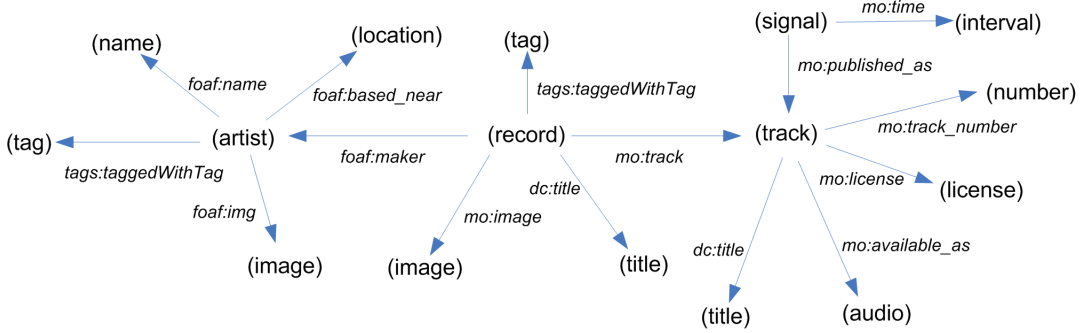 (signal)
mo:time
(interval)
(name)
(location)
(tag)
mo:published_as
foaf:name
foaf:based_near
tags:taggedWithTag
(number)
mo:track_number
(tag)
(artist)
foaf:maker
(record)
mo:track
(track)
tags:taggedWithTag
mo:license
(license)
foaf:img
mo:image
dc:title
dc:title
mo:available_as
(image)
(image)
(title)
(title)
(audio)